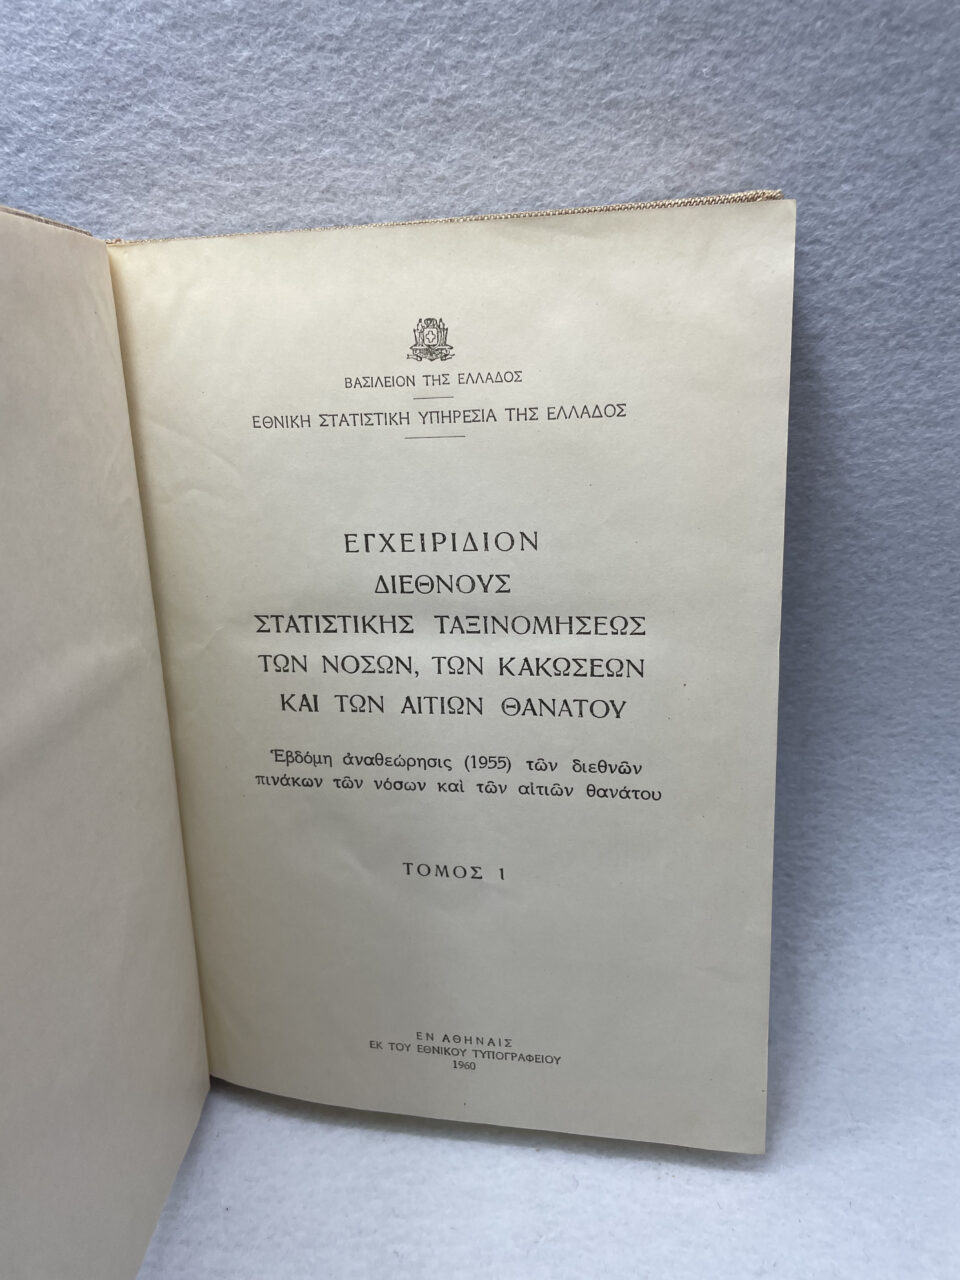 ΒΑΣΙΛΕΙΟΝ ΤΗΣ ΕΛΛΑΔΟΣ
ΕΘΝΙΚΗ ΣΤΑΤΙΣΤΙΚΗ ΥΠΗΡΕΣΙΑ ΤΗΣ ΕΛΛΑΔΟΣ
ΕΓΧΕΙΡΙΔΙΟΝ
ΔΙΕΘΝΟΥΣ
ΣΤΑΤΙΣΤΙΚΗΣ ΤΑΞΙΝΟΜΗΣΕΩΣ
ΤΩΝ ΝΟΣΩΝ, ΤΩΝ ΚΑΚΩΣΕΩΝ
ΚΑΙ ΤΩΝ ΑΙΤΙΩΝ ΘΑΝΑΤΟΥ
Ἑβδόμη ἀναθεώρησις (1955) τῶν διεθνῶν
πινάκων τῶν νόσων καὶ τῶν αἰτιῶν θανάτου
ΤΟΜΟΣ 1
ΕΝ ΑΘΗΝΑΙΣ
ΕΚ ΤΟΥ ΕΘΝΙΚΟΥ ΤΥΠΟΓΡΑΦΕΙΟΥ
1960